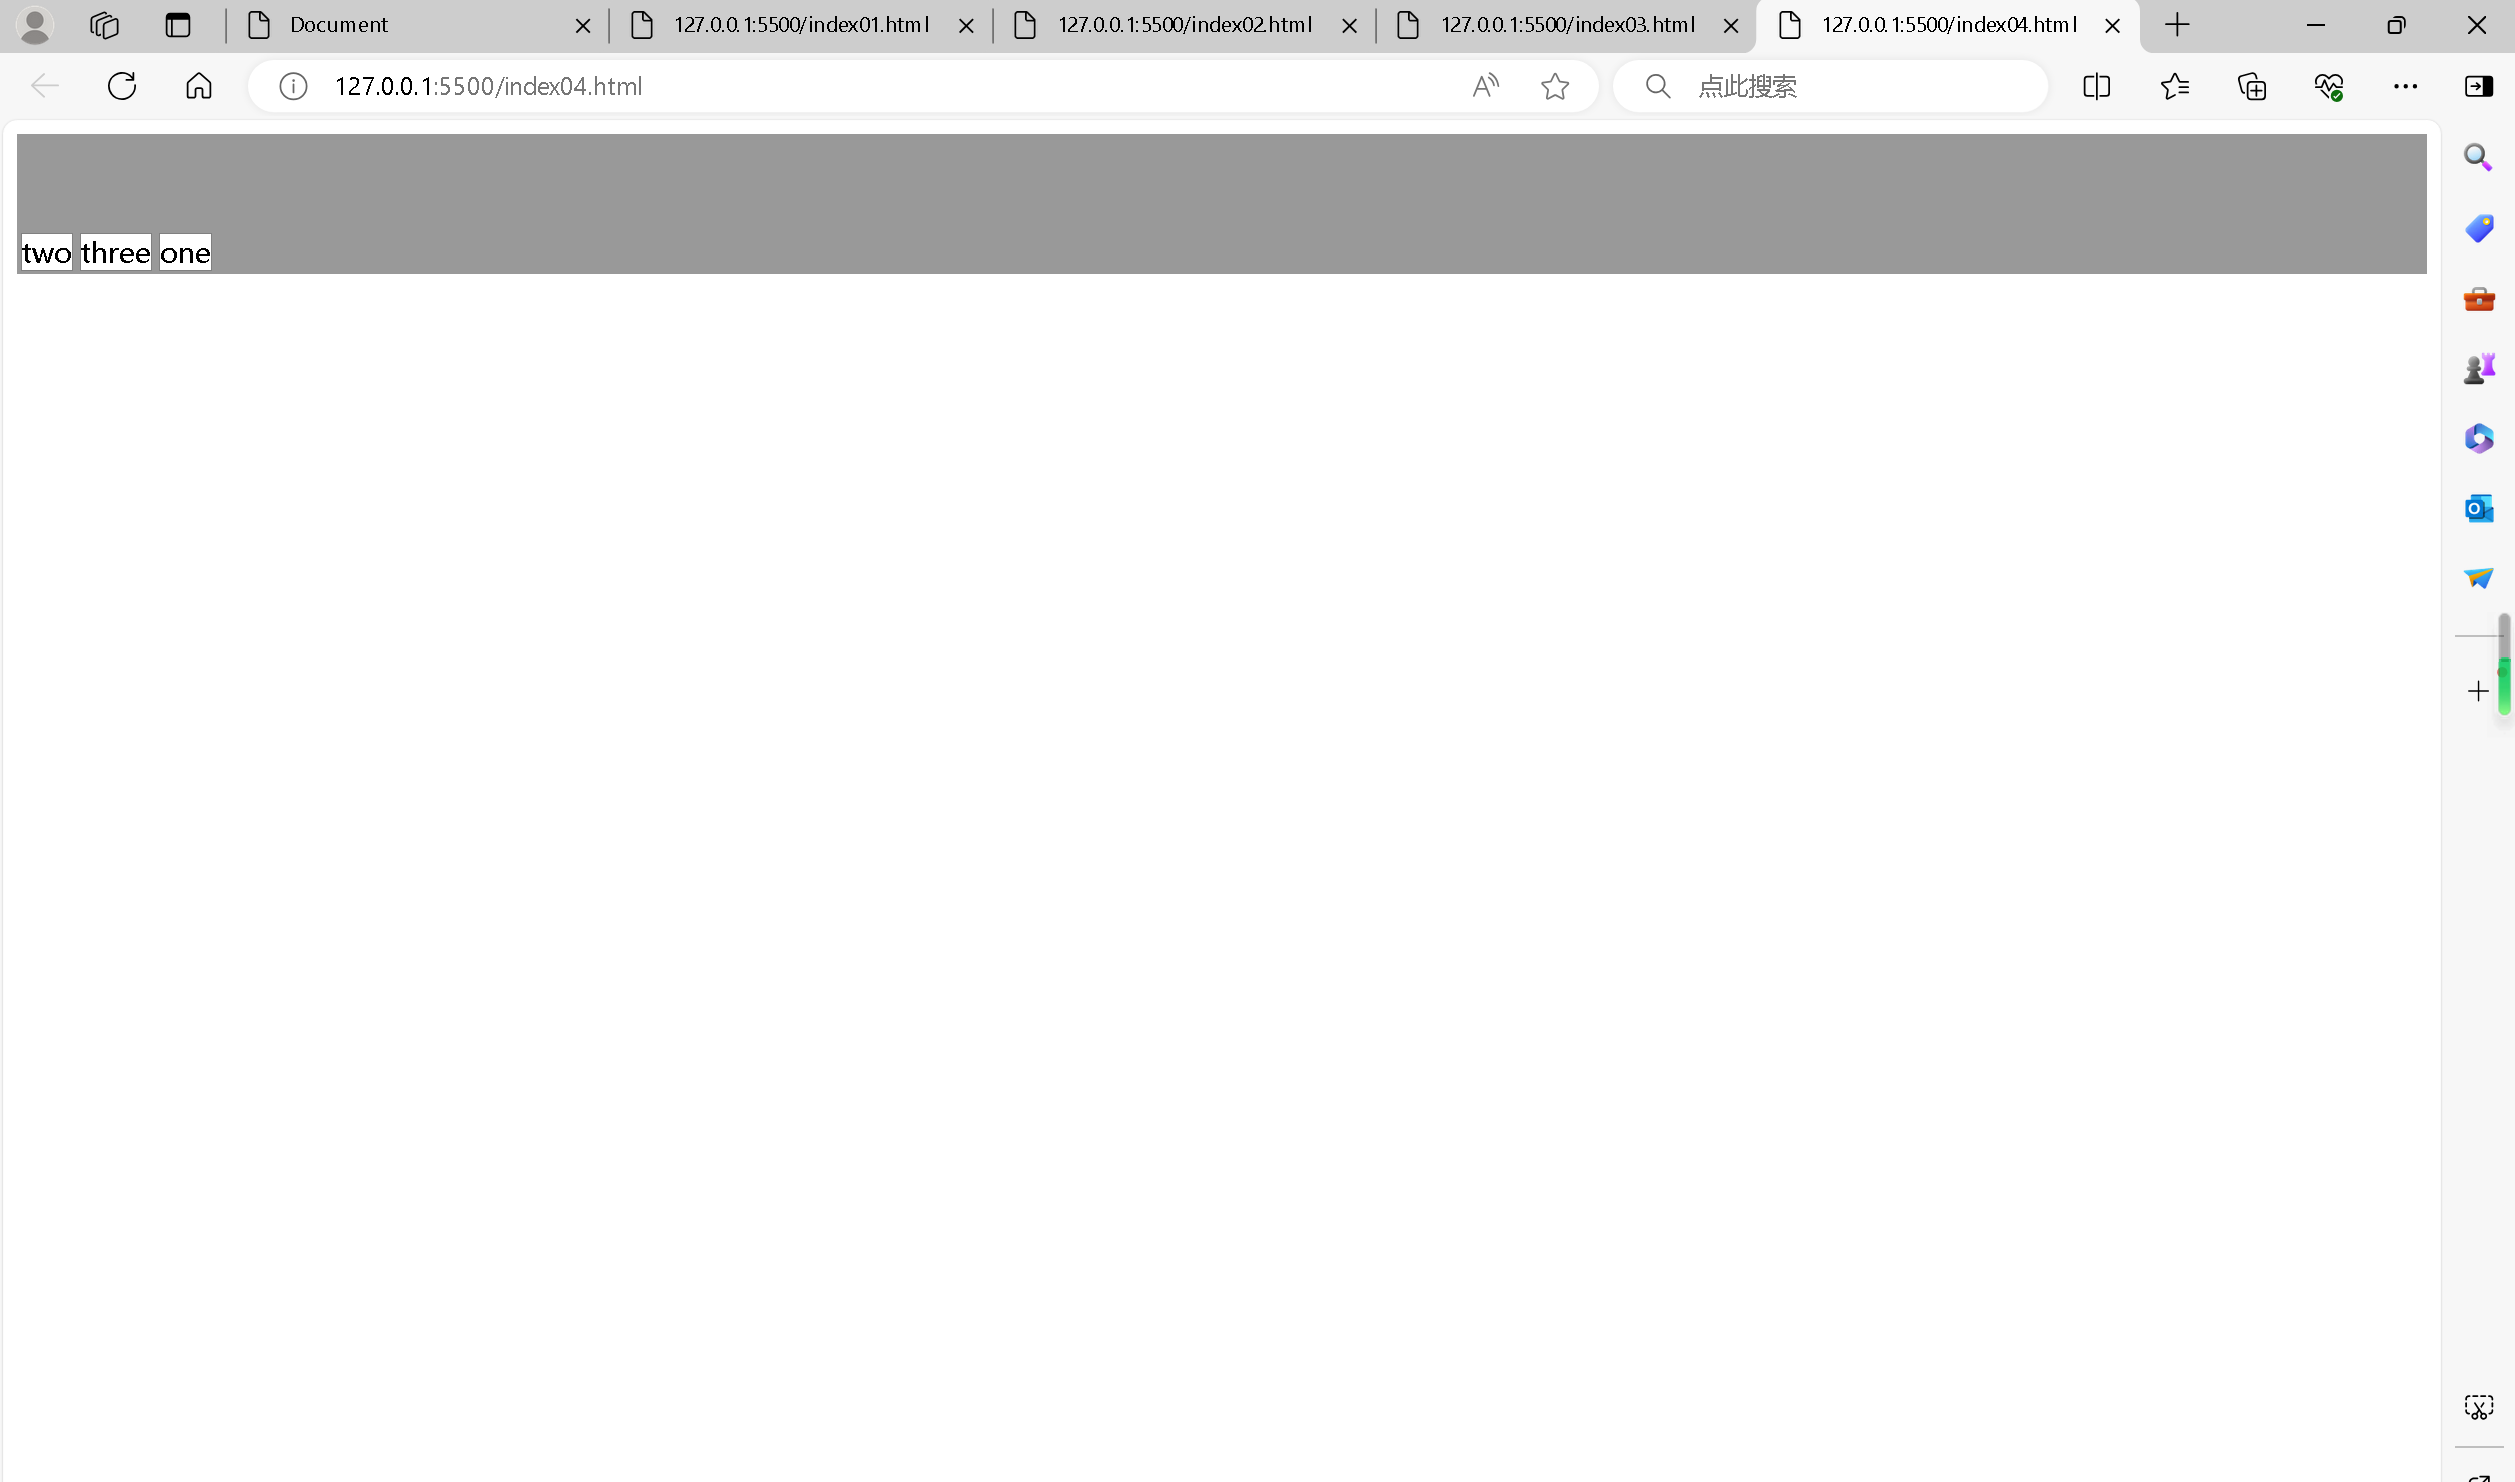 Document
127.0.0.1:5500/index01.html
127.0.0.1:5500/index02.html
127.0.0.1:5500/index03.html
127.0.0.1:5500/index04.html
127.0.0.1:5500/index04.html
点此搜索
two three one